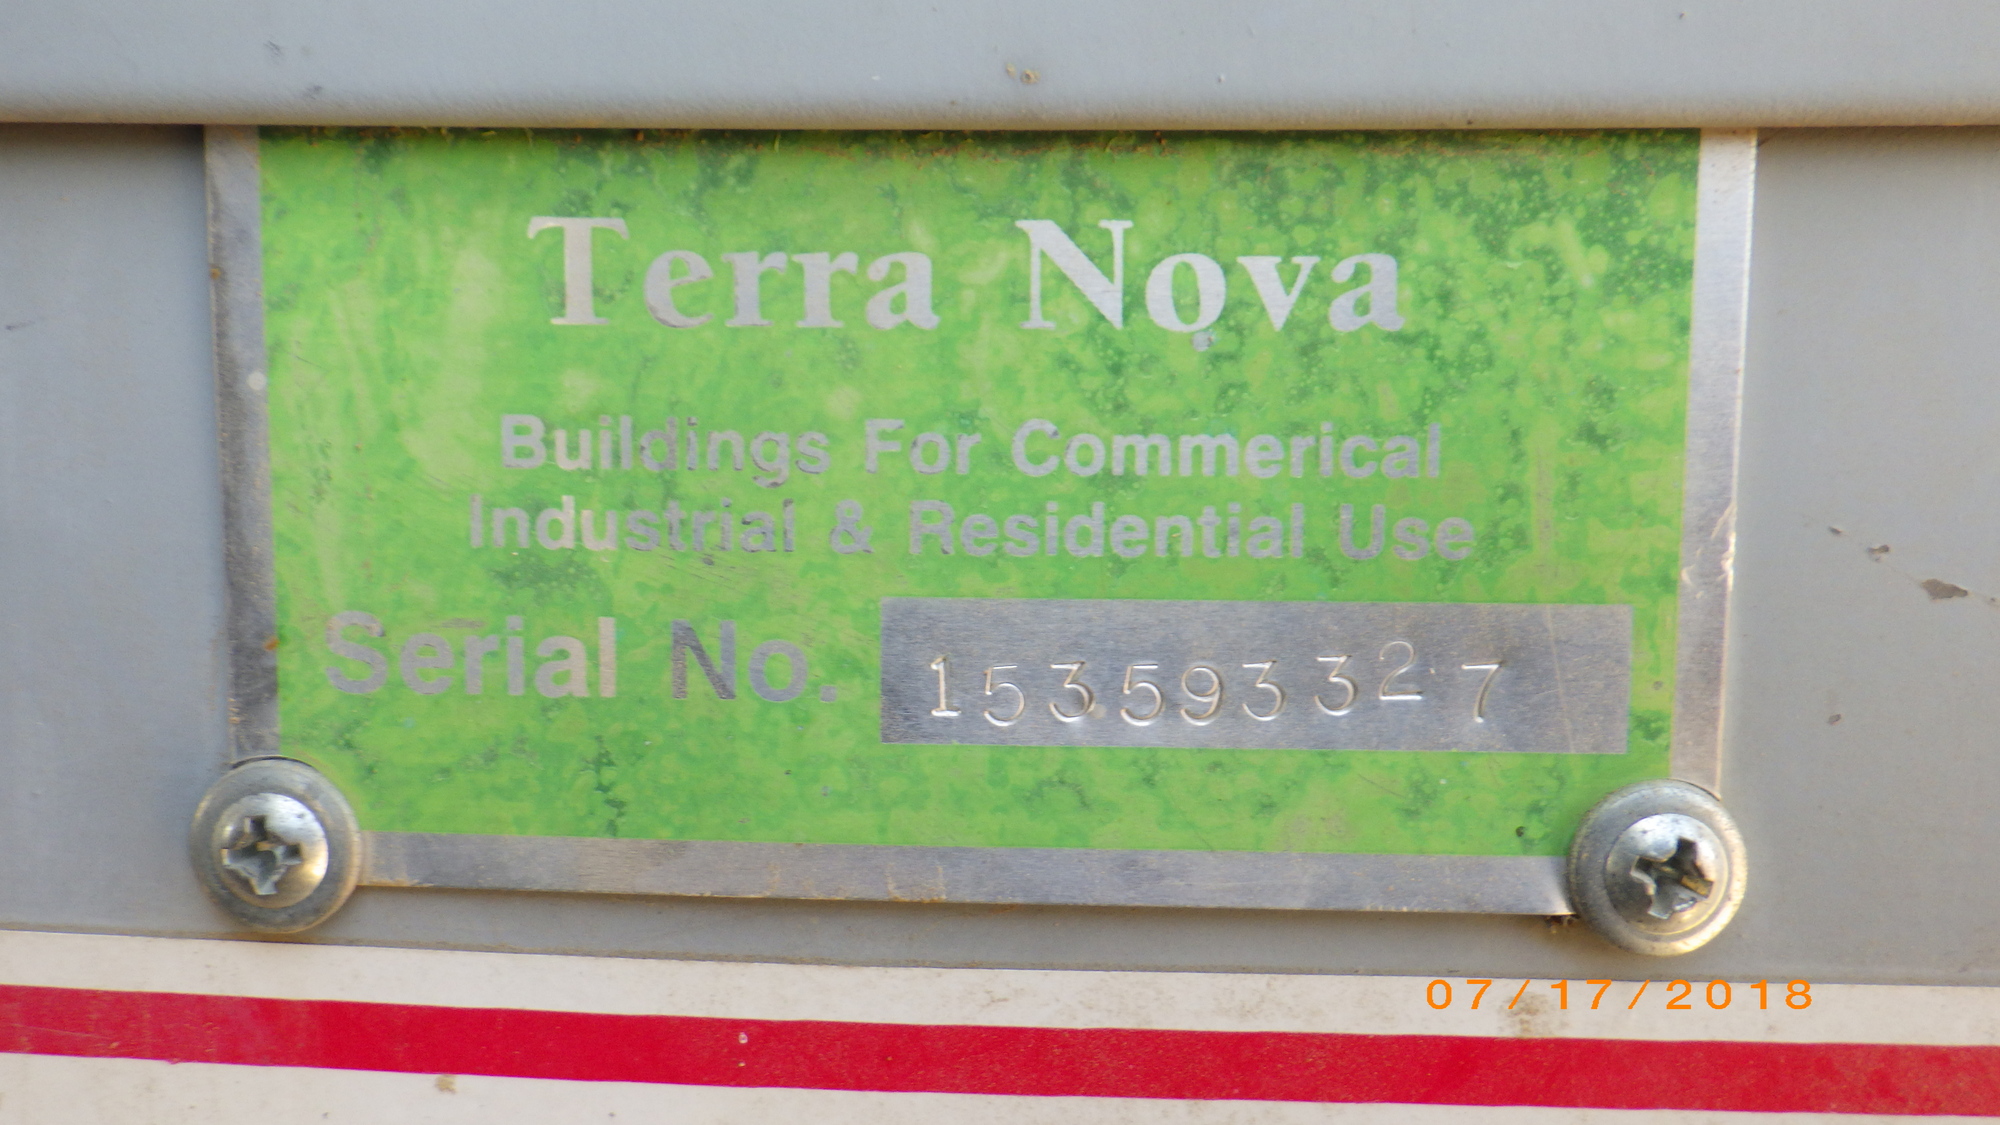 Terra Nova
Buildings For Commerical
Industrial & Residential Use
Serial No. 153593327
07/17/2018